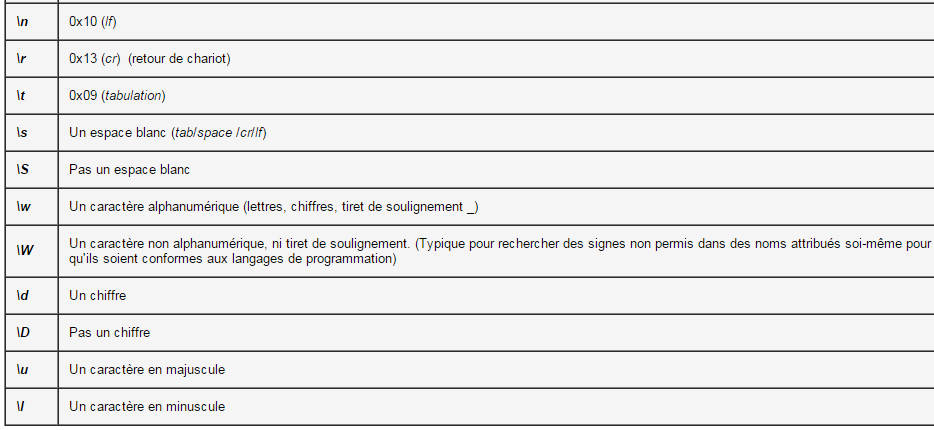 \n 0x10 (lf)
\r 0x13 (cr) (retour de chariot)
\t 0x09 (tabulation)
\s Un espace blanc (tab/space /cr/lf)
\S Pas un espace blanc
\w Un caractère alphanumérique (lettres, chiffres, tiret de soulignement _)
\W Un caractère non alphanumérique, ni tiret de soulignement. (Typique pour rechercher des signes non permis dans des noms attribués soi-même pour
qu'ils soient conformes aux langages de programmation)
\d Un chiffre
\D Pas un chiffre
\u Un caractère en majuscule
\l Un caractère en minuscule